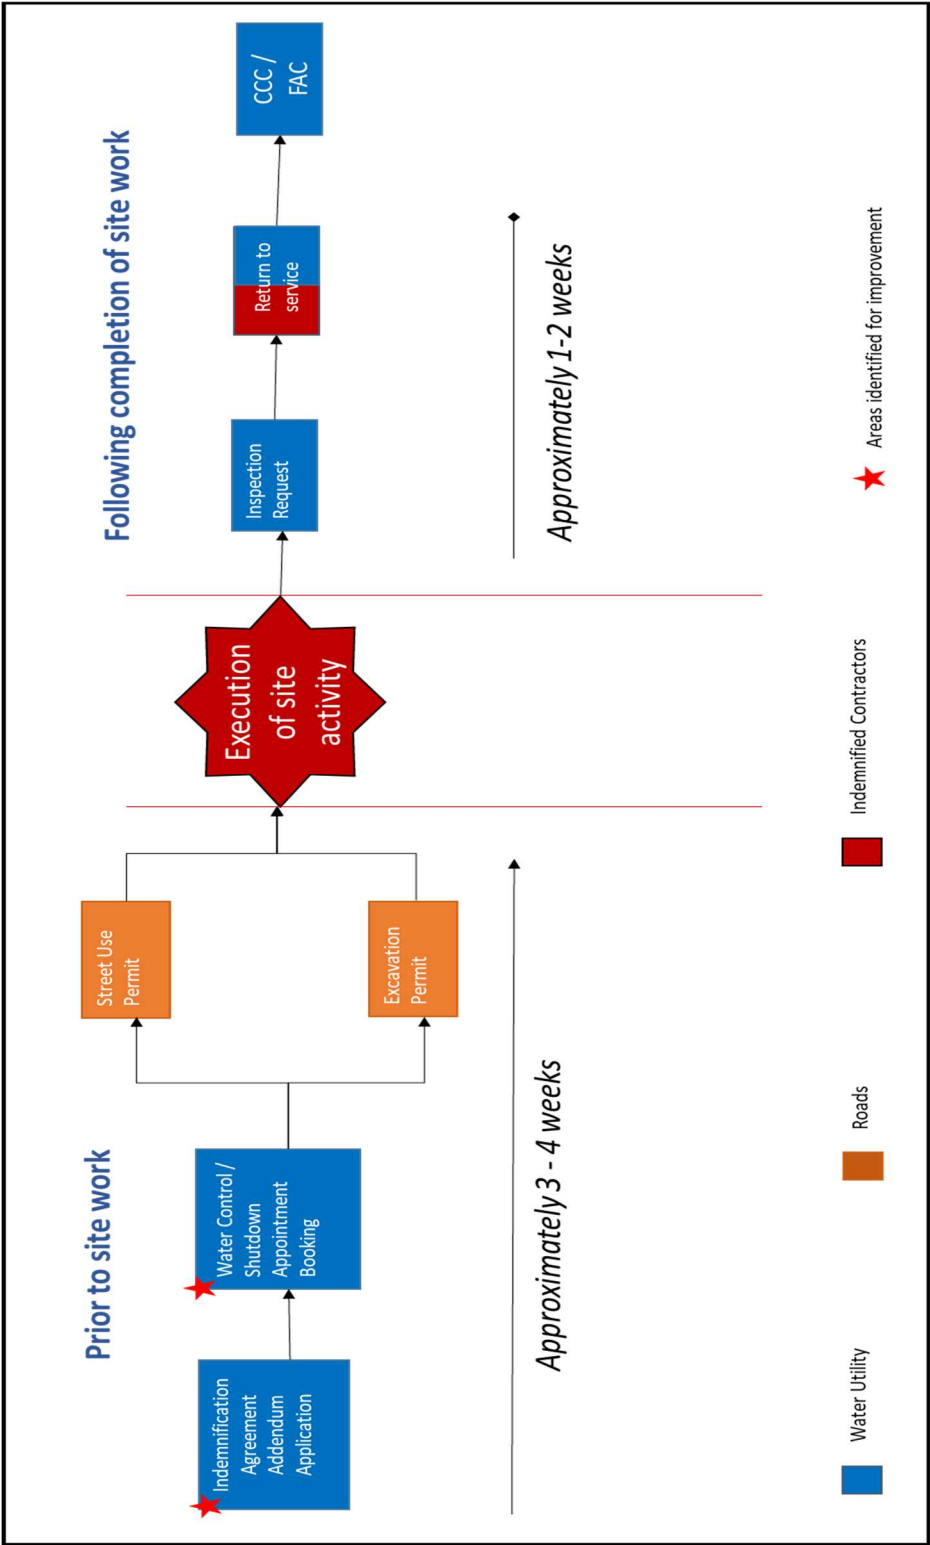 Prior to site work
Following completion of site work
Indemnification
Agreement
Addendum
Application
Water Control /
Shutdown
Appointment
Booking
Street Use
Permit
Excavation
Permit
Execution
of site
activity
Inspection
Request
Return to
service
CCC /
FAC
Approximately 3 - 4 weeks
Approximately 1-2 weeks
Water Utility
Roads
Indemnified Contractors
Areas identified for improvement